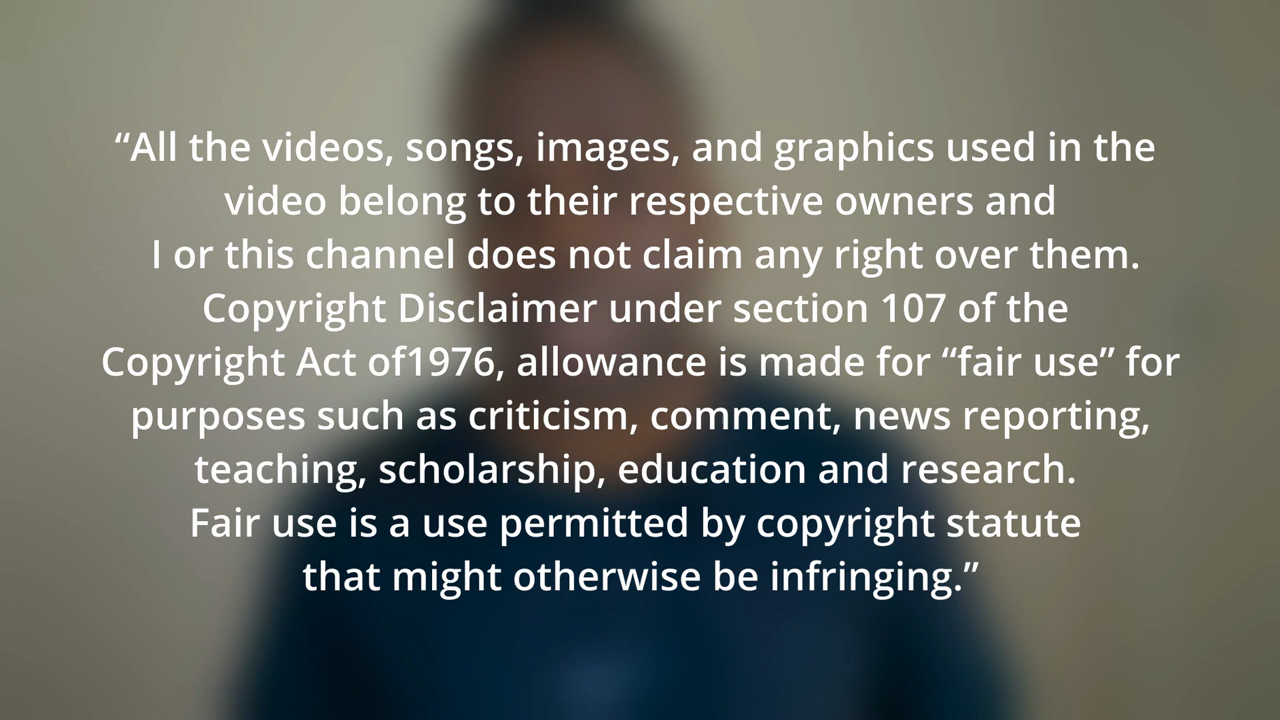 “All the videos, songs, images, and graphics used in the
video belong to their respective owners and
I or this channel does not claim any right over them.
Copyright Disclaimer under section 107 of the
Copyright Act of1976, allowance is made for “fair use” for
purposes such as criticism, comment, news reporting,
teaching, scholarship, education and research.
Fair use is a use permitted by copyright statute
that might otherwise be infringing.”